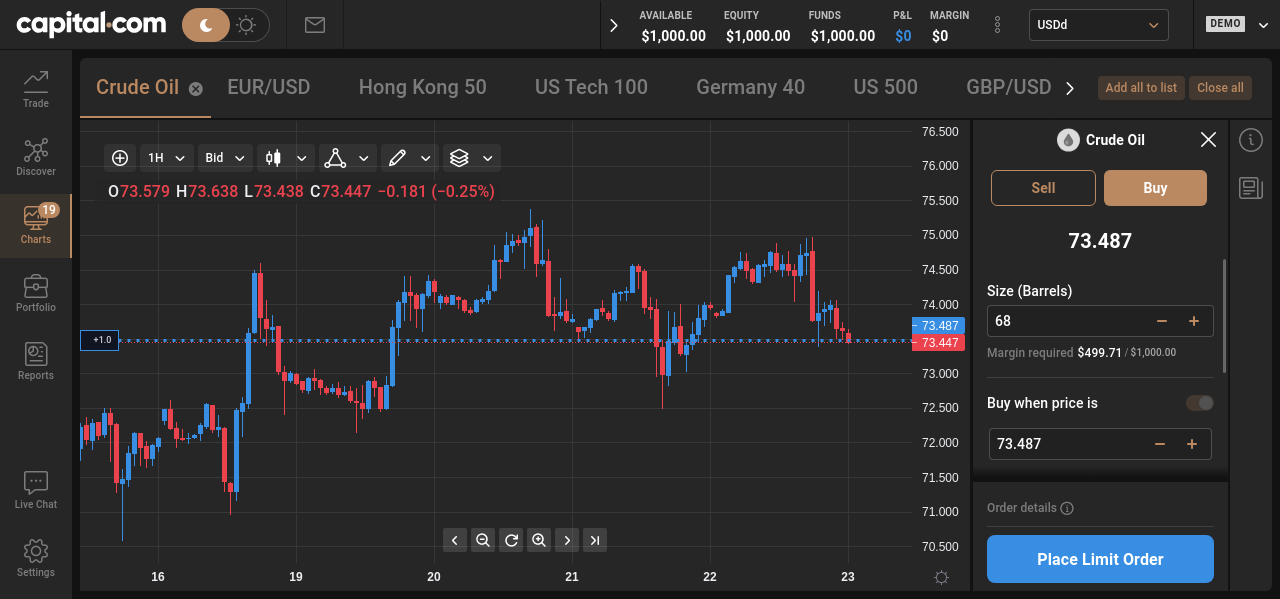 capital.com
AVAILABLE EQUITY FUNDS P&L MARGIN
$1,000.00 $1,000.00 $1,000.00 $0 $0
USDd
DEMO
Trade
Discover
19
Charts
Portfolio
Reports
Live Chat
Settings
Crude Oil EUR/USD Hong Kong 50 US Tech 100 Germany 40 US 500 GBP/USD
Add all to list Close all
1H Bid
O73.579 H73.638 L73.438 C73.447 −0.181 (−0.25%)
+1.0
76.500
76.000
75.500
75.000
74.500
74.000
73.487
73.447
73.000
72.500
72.000
71.500
71.000
70.500
16 19 20 21 22 23
Crude Oil
Sell Buy
73.487
Size (Barrels)
68
Margin required $499.71 / $1,000.00
Buy when price is
73.487
Order details
Place Limit Order